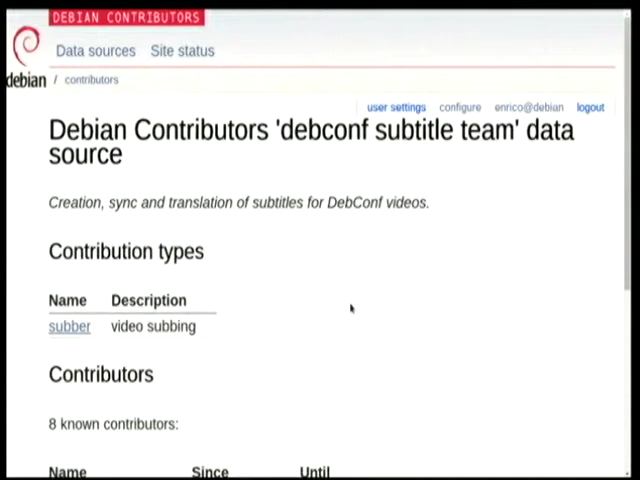 DEBIAN CONTRIBUTORS
Data sources Site status
debian / contributors
user settings configure enrico@debian logout
Debian Contributors 'debconf subtitle team' data
source
Creation, sync and translation of subtitles for DebConf videos.
Contribution types
Name Description
subber video subbing
Contributors
8 known contributors:
Name Since Until